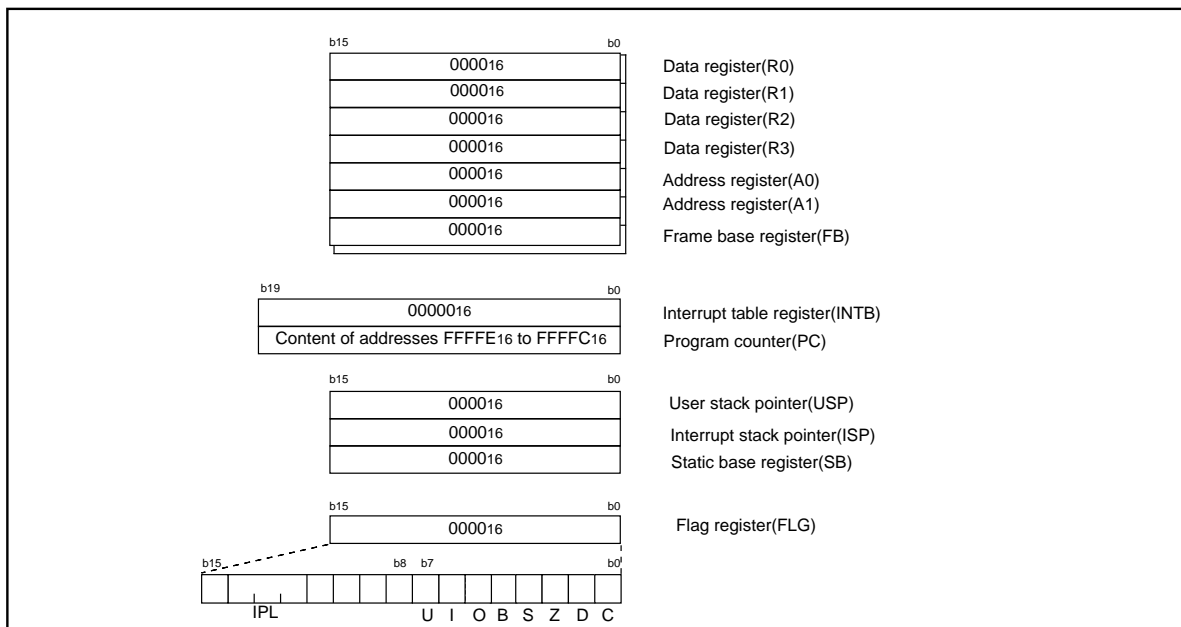 b15 b0
000016 Data register(R0)
000016 Data register(R1)
000016 Data register(R2)
000016 Data register(R3)
000016 Address register(A0)
000016 Address register(A1)
000016 Frame base register(FB)
b19 b0
0000016 Interrupt table register(INTB)
Content of addresses FFFFE16 to FFFFC16 Program counter(PC)
b15 b0
000016 User stack pointer(USP)
000016 Interrupt stack pointer(ISP)
000016 Static base register(SB)
b15 b0
000016 Flag register(FLG)
b15 b8 b7 b0
IPL U I O B S Z D C